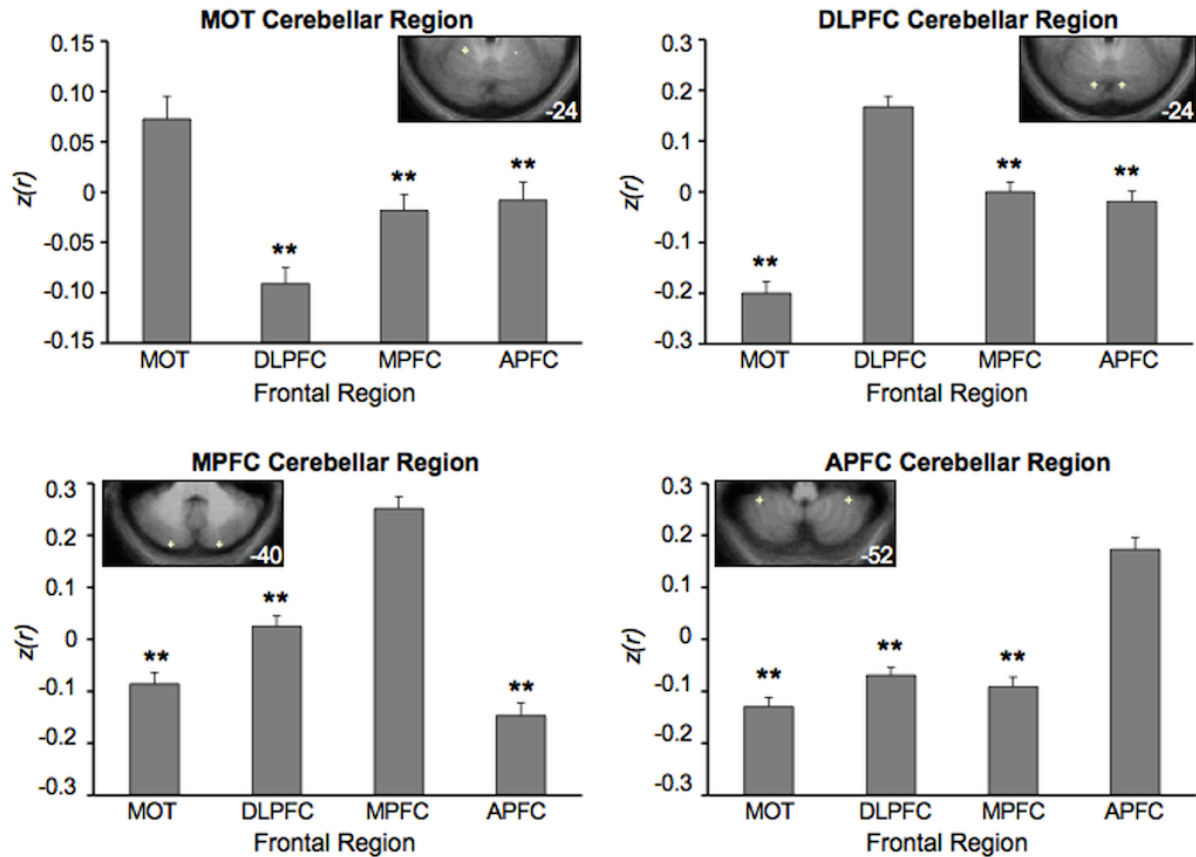 MOT Cerebellar Region
0.15
0.10
0.05
0
-0.05
-0.10
-0.15
z(r)
-24
**
**
**
MOT DLPFC MPFC APFC
Frontal Region
DLPFC Cerebellar Region
0.3
0.2
0.1
0
-0.1
-0.2
-0.3
z(r)
-24
**
**
**
MOT DLPFC MPFC APFC
Frontal Region
MPFC Cerebellar Region
0.3
0.2
0.1
0
-0.1
-0.2
-0.3
z(r)
-40
**
**
**
MOT DLPFC MPFC APFC
Frontal Region
APFC Cerebellar Region
0.3
0.2
0.1
0
-0.1
-0.2
-0.3
z(r)
-52
**
**
**
MOT DLPFC MPFC APFC
Frontal Region